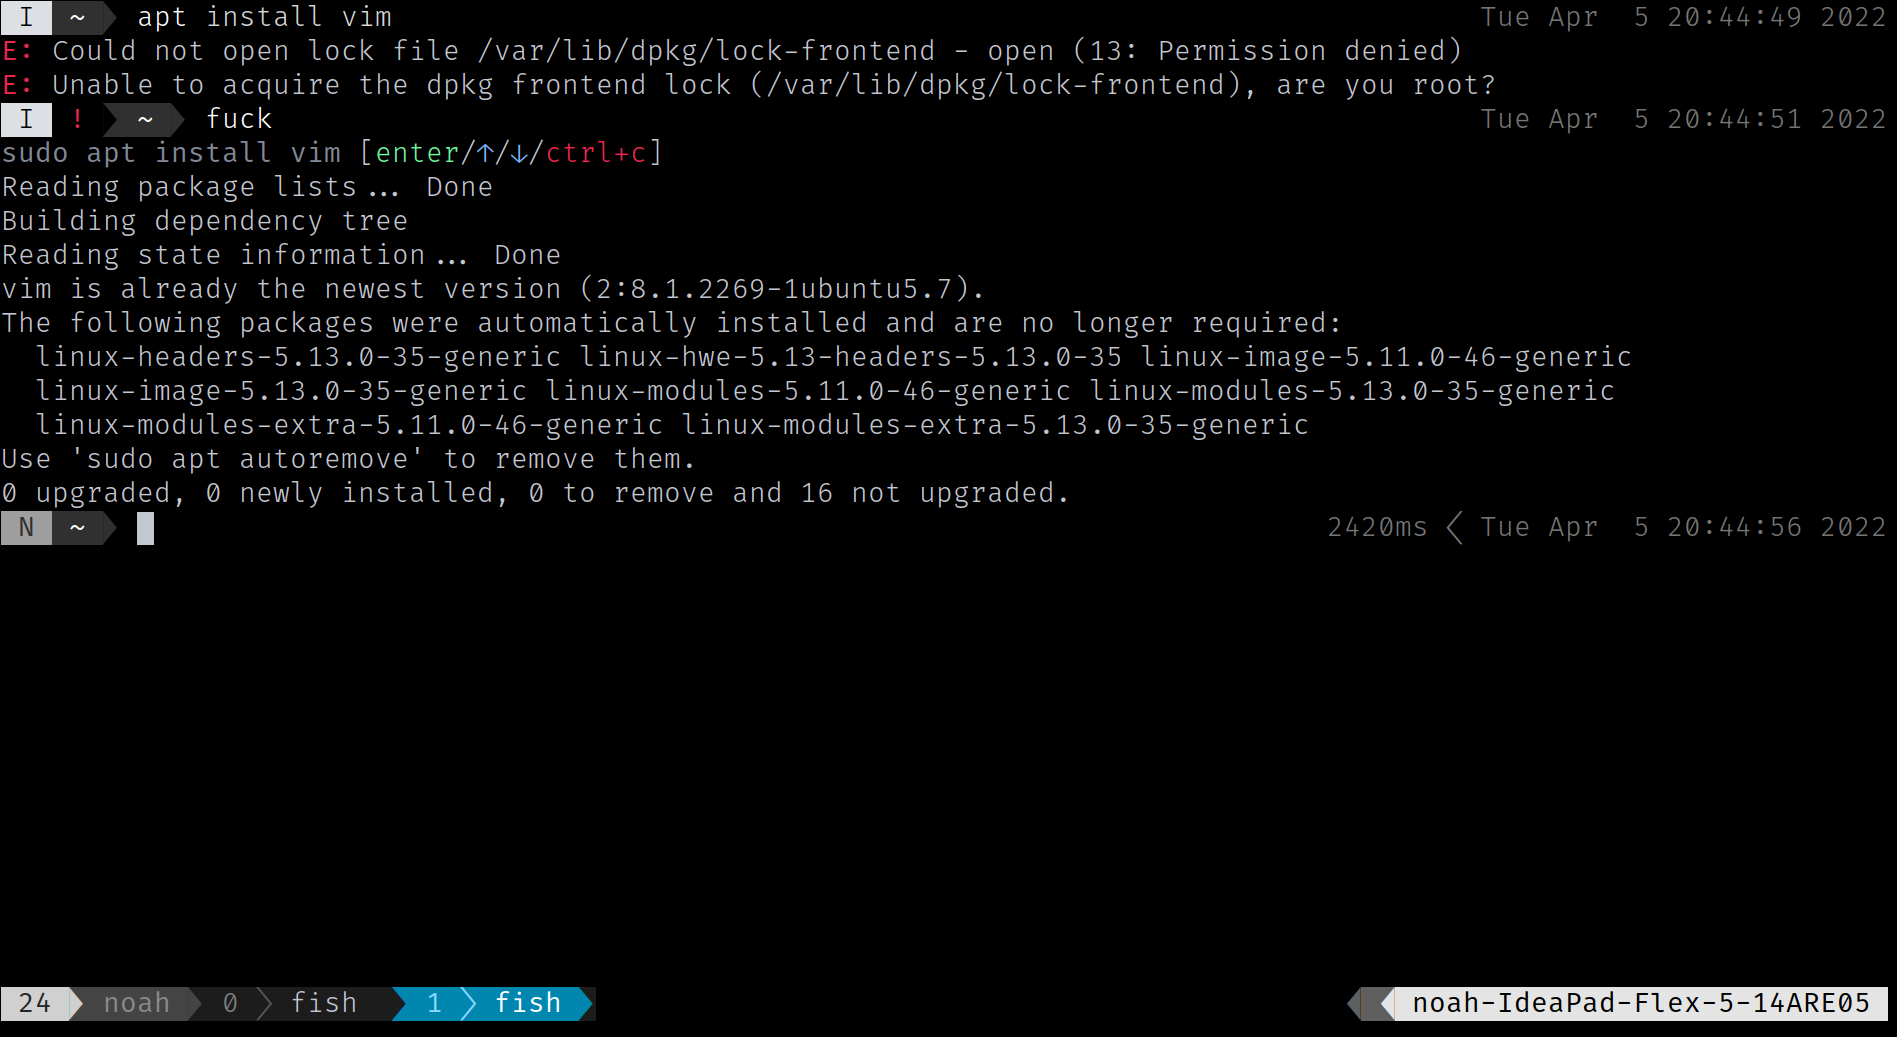 I ~ apt install vim Tue Apr  5 20:44:49 2022
E: Could not open lock file /var/lib/dpkg/lock-frontend - open (13: Permission denied)
E: Unable to acquire the dpkg frontend lock (/var/lib/dpkg/lock-frontend), are you root?
I ! ~ fuck Tue Apr  5 20:44:51 2022
sudo apt install vim [enter/↑/↓/ctrl+c]
Reading package lists... Done
Building dependency tree
Reading state information... Done
vim is already the newest version (2:8.1.2269-1ubuntu5.7).
The following packages were automatically installed and are no longer required:
  linux-headers-5.13.0-35-generic linux-hwe-5.13-headers-5.13.0-35 linux-image-5.11.0-46-generic
  linux-image-5.13.0-35-generic linux-modules-5.11.0-46-generic linux-modules-5.13.0-35-generic
  linux-modules-extra-5.11.0-46-generic linux-modules-extra-5.13.0-35-generic
Use 'sudo apt autoremove' to remove them.
0 upgraded, 0 newly installed, 0 to remove and 16 not upgraded.
N ~ 2420ms Tue Apr  5 20:44:56 2022
24 noah 0 fish 1 fish noah-IdeaPad-Flex-5-14ARE05